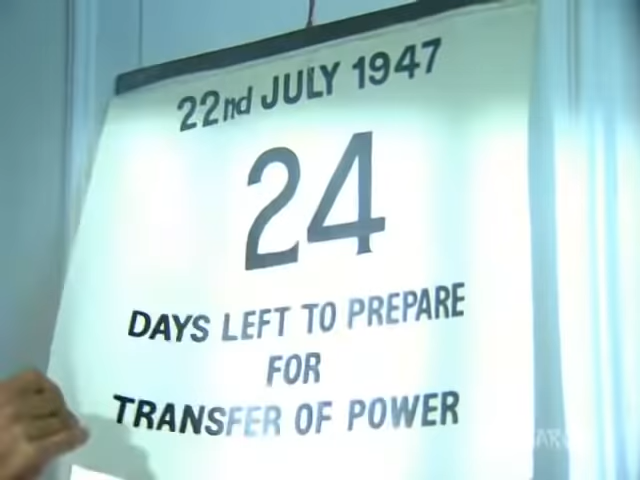 22nd JULY 1947
24
DAYS LEFT TO PREPARE
FOR
TRANSFER OF POWER